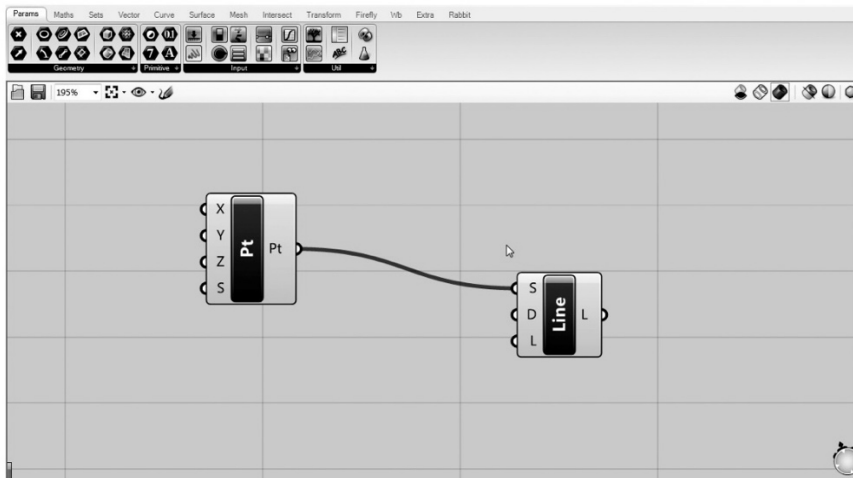 Params Maths Sets Vector Curve Surface Mesh Intersect Transform Firefly Wb Extra Rabbit
Geometry + Primitive + Input + Util +
195%
X
Y
Z
S
Pt
Pt
S
D
L
Line
L